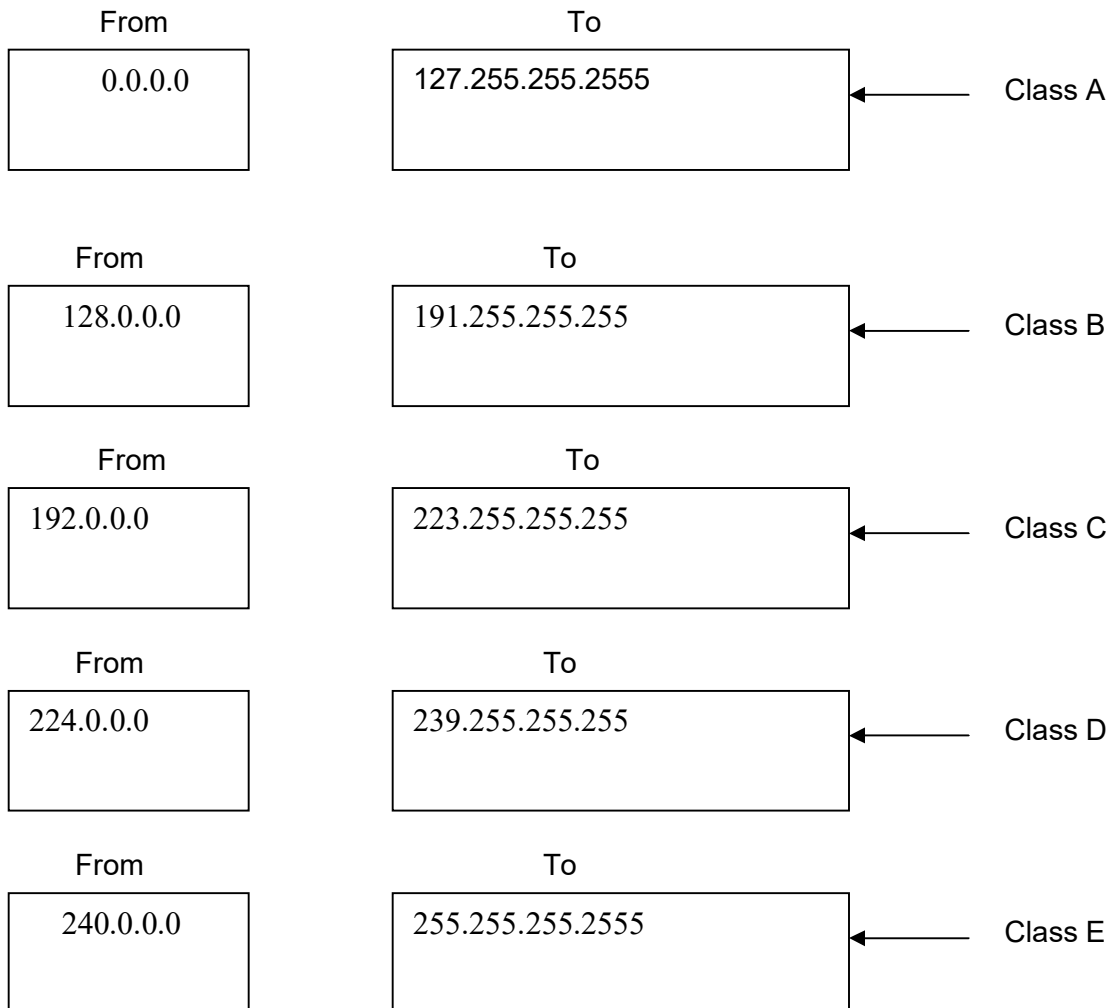 From To
0.0.0.0 127.255.255.2555 Class A
From To
128.0.0.0 191.255.255.255 Class B
From To
192.0.0.0 223.255.255.255 Class C
From To
224.0.0.0 239.255.255.255 Class D
From To
240.0.0.0 255.255.255.2555 Class E